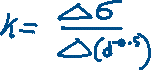 k = Δσ / Δ(d^-0.5)